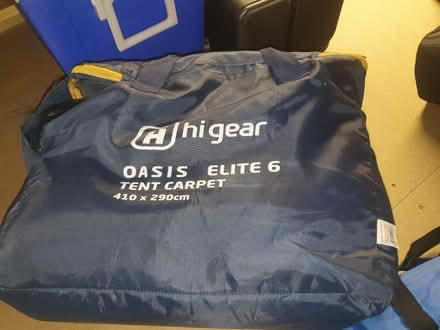 hi gear
OASIS ELITE 6
TENT CARPET
410 x 290cm